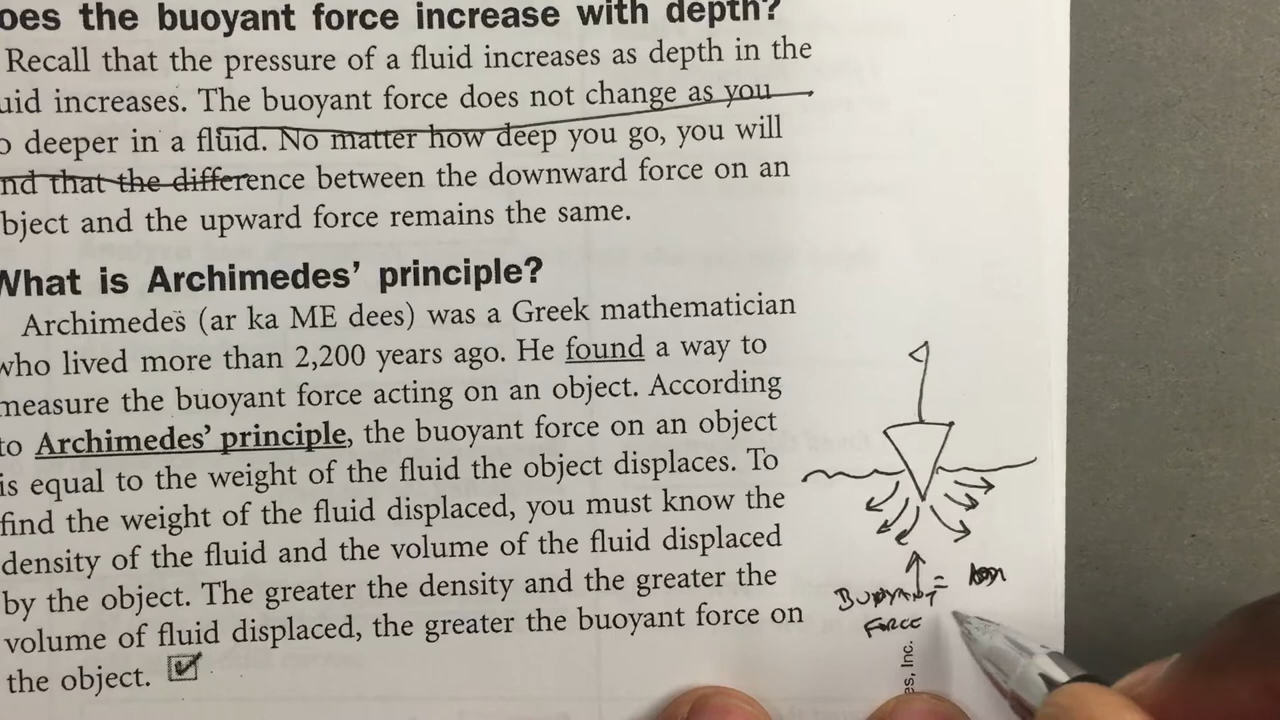 oes the buoyant force increase with depth?
Recall that the pressure of a fluid increases as depth in the
uid increases. The buoyant force does not change as you
o deeper in a fluid. No matter how deep you go, you will
nd that the difference between the downward force on an
bject and the upward force remains the same.
What is Archimedes’ principle?
Archimedes (ar ka ME dees) was a Greek mathematician
who lived more than 2,200 years ago. He found a way to
measure the buoyant force acting on an object. According
to Archimedes’ principle, the buoyant force on an object
is equal to the weight of the fluid the object displaces. To
find the weight of the fluid displaced, you must know the
density of the fluid and the volume of the fluid displaced
by the object. The greater the density and the greater the
volume of fluid displaced, the greater the buoyant force on
the object.
BUOYANT =
FORCE
es, Inc.